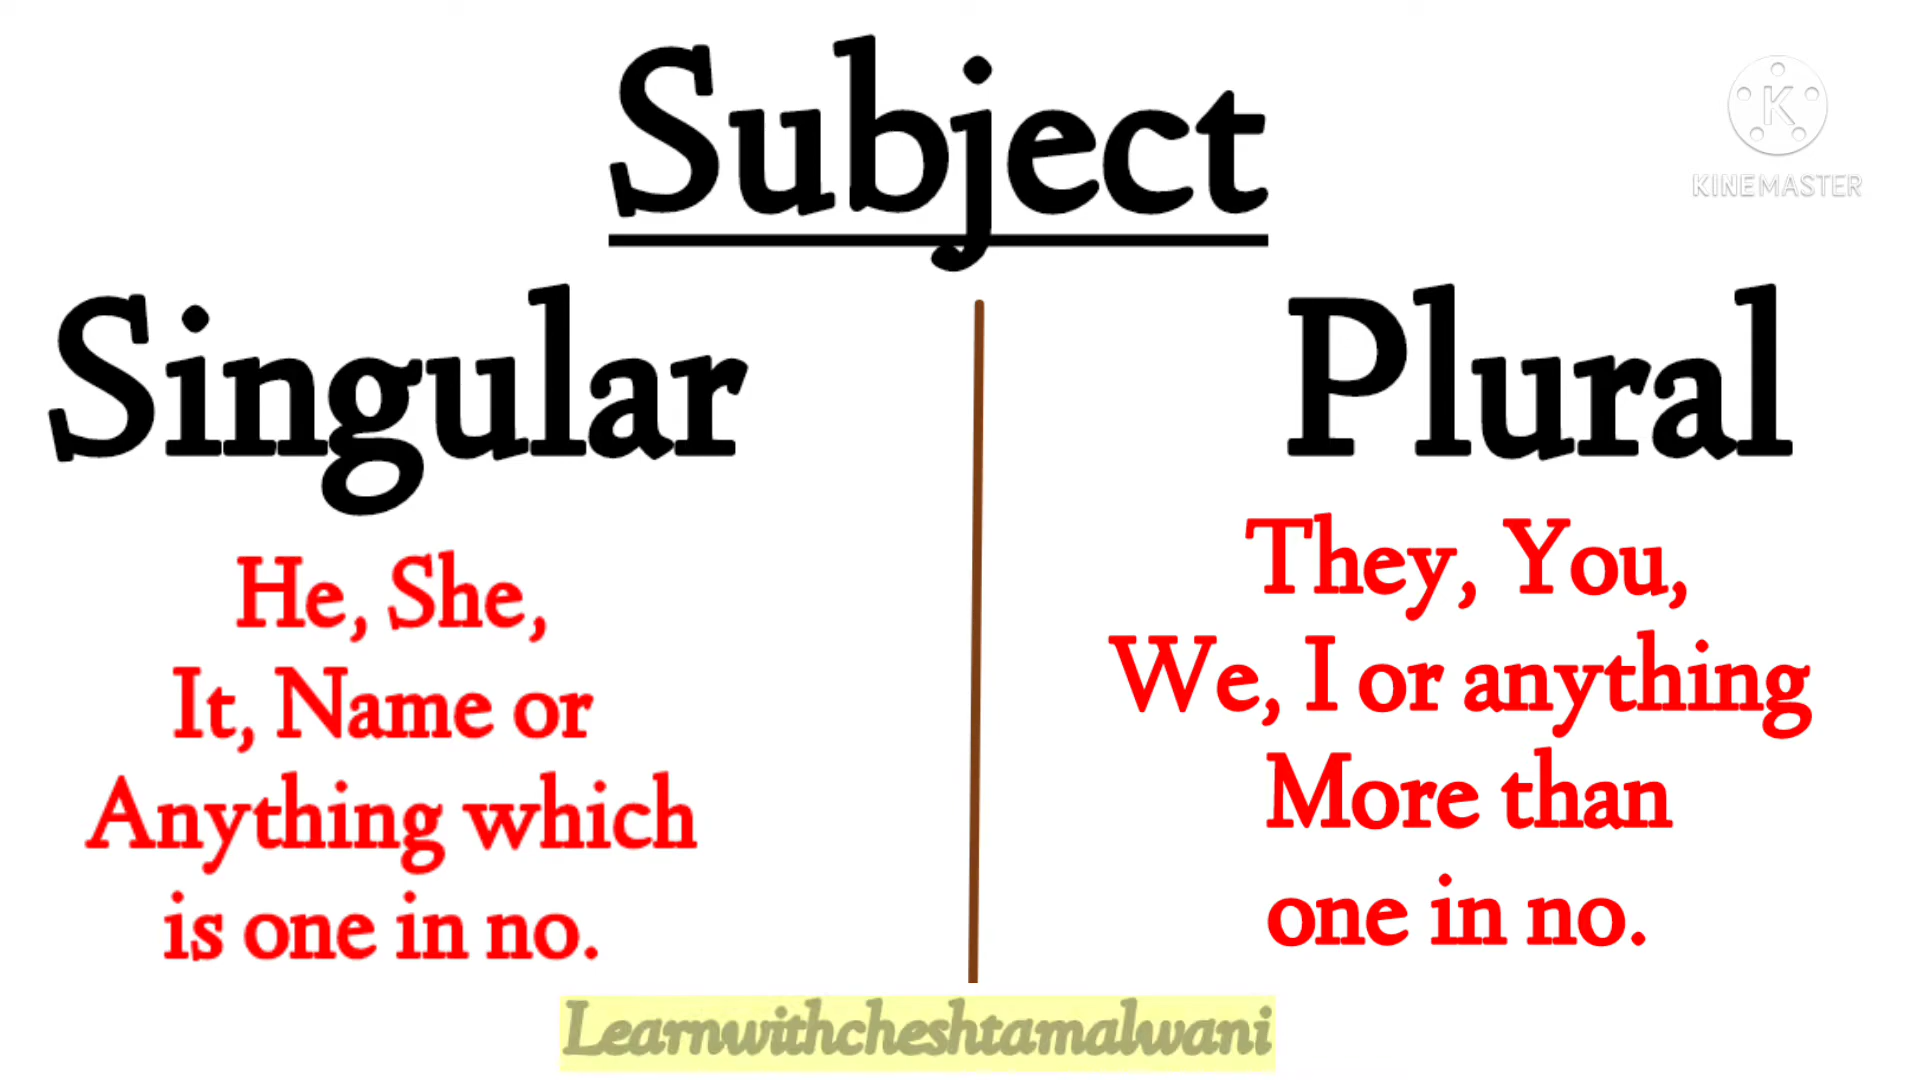 Subject
K
KINEMASTER
Singular
He, She,
It, Name or
Anything which
is one in no.
Plural
They, You,
We, I or anything
More than
one in no.
Learnwithcheshtamalwani